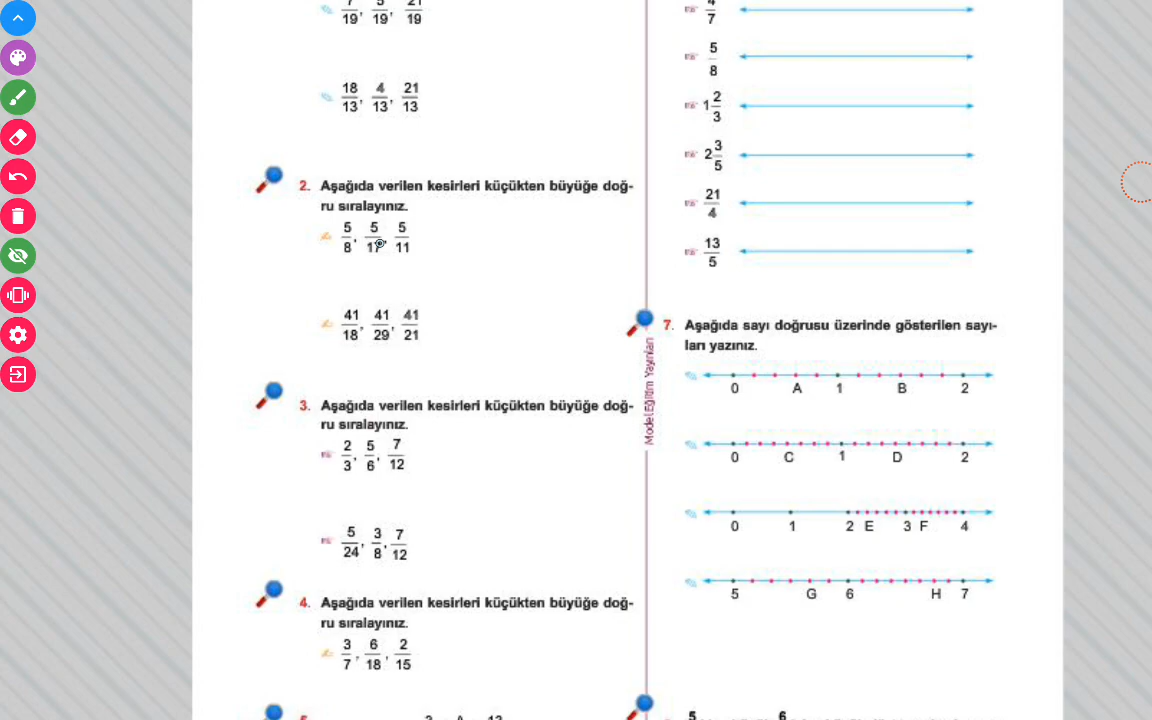 7/19, 5/19, 21/19
18/13, 4/13, 21/13
2. Aşağıda verilen kesirleri küçükten büyüğe doğ-
ru sıralayınız.
5/8, 5/17, 5/11
41/18, 41/29, 41/21
3. Aşağıda verilen kesirleri küçükten büyüğe doğ-
ru sıralayınız.
2/3, 5/6, 7/12
5/24, 3/8, 7/12
4. Aşağıda verilen kesirleri küçükten büyüğe doğ-
ru sıralayınız.
3/7, 6/18, 2/15
5.
Model Eğitim Yayınları
4/7
5/8
1 2/3
2 3/5
21/4
13/5
7. Aşağıda sayı doğrusu üzerinde gösterilen sayı-
ları yazınız.
0 A 1 B 2
0 C 1 D 2
0 1 2 E 3 F 4
5 G 6 H 7